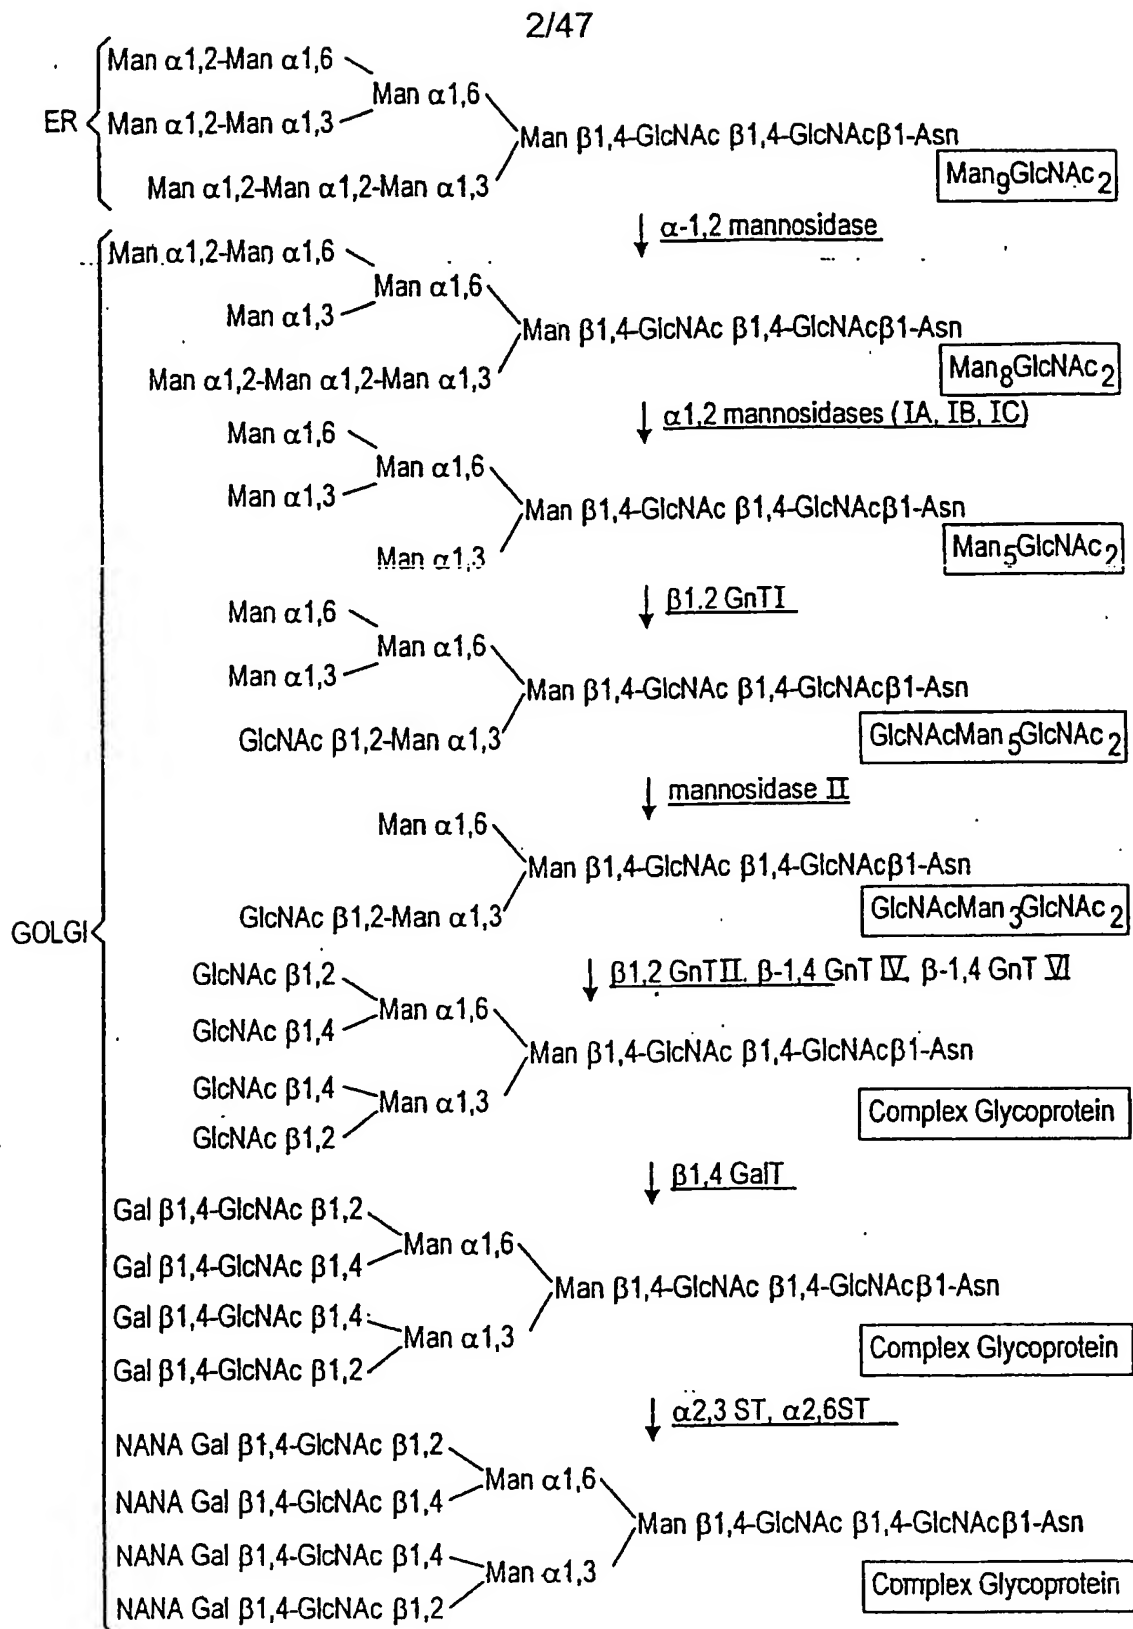 2/47
Man α1,2-Man α1,6
Man α1,6
ER
Man α1,2-Man α1,3
Man β1,4-GlcNAc β1,4-GlcNAcβ1-Asn
Man α1,2-Man α1,2-Man α1,3
Man9GlcNAc2
α-1,2 mannosidase
Man α1,2-Man α1,6
Man α1,6
Man α1,3
Man β1,4-GlcNAc β1,4-GlcNAcβ1-Asn
Man α1,2-Man α1,2-Man α1,3
Man8GlcNAc2
α1,2 mannosidases (IA, IB, IC)
Man α1,6
Man α1,6
Man α1,3
Man β1,4-GlcNAc β1,4-GlcNAcβ1-Asn
Man α1,3
Man5GlcNAc2
β1,2 GnTI
Man α1,6
Man α1,6
Man α1,3
Man β1,4-GlcNAc β1,4-GlcNAcβ1-Asn
GlcNAc β1,2-Man α1,3
GlcNAcMan5GlcNAc2
mannosidase II
Man α1,6
Man β1,4-GlcNAc β1,4-GlcNAcβ1-Asn
GlcNAc β1,2-Man α1,3
GlcNAcMan3GlcNAc2
GOLGI
β1,2 GnTII, β-1,4 GnT IV, β-1,4 GnT VI
GlcNAc β1,2
Man α1,6
GlcNAc β1,4
Man β1,4-GlcNAc β1,4-GlcNAcβ1-Asn
GlcNAc β1,4
Man α1,3
GlcNAc β1,2
Complex Glycoprotein
β1,4 GalT
Gal β1,4-GlcNAc β1,2
Man α1,6
Gal β1,4-GlcNAc β1,4
Man β1,4-GlcNAc β1,4-GlcNAcβ1-Asn
Gal β1,4-GlcNAc β1,4
Man α1,3
Gal β1,4-GlcNAc β1,2
Complex Glycoprotein
α2,3 ST, α2,6ST
NANA Gal β1,4-GlcNAc β1,2
Man α1,6
NANA Gal β1,4-GlcNAc β1,4
Man β1,4-GlcNAc β1,4-GlcNAcβ1-Asn
NANA Gal β1,4-GlcNAc β1,4
Man α1,3
NANA Gal β1,4-GlcNAc β1,2
Complex Glycoprotein